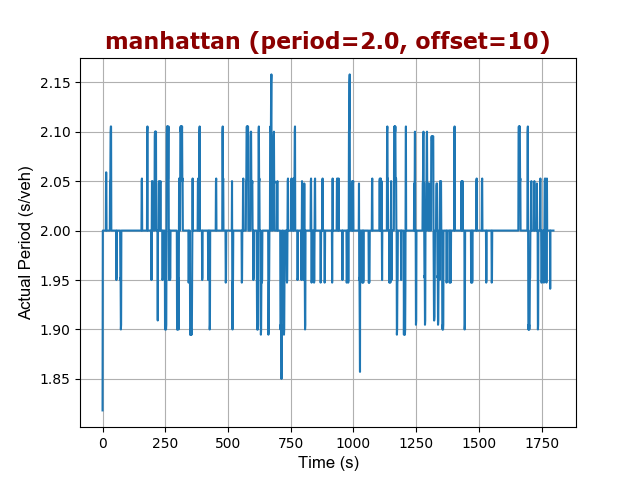 manhattan (period=2.0, offset=10)
2.15
2.10
2.05
2.00
1.95
1.90
1.85
Actual Period (s/veh)
0 250 500 750 1000 1250 1500 1750
Time (s)